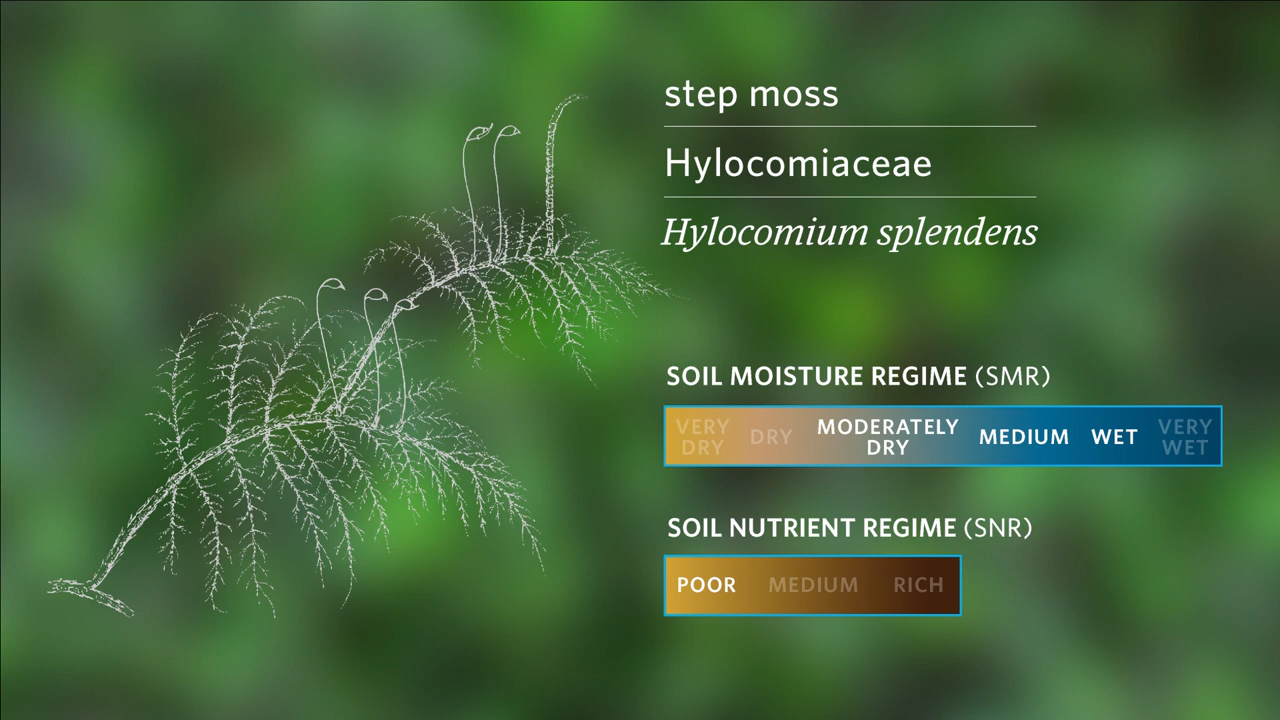 step moss
Hylocomiaceae
Hylocomium splendens
SOIL MOISTURE REGIME (SMR)
VERY DRY DRY MODERATELY DRY MEDIUM WET VERY WET
SOIL NUTRIENT REGIME (SNR)
POOR MEDIUM RICH